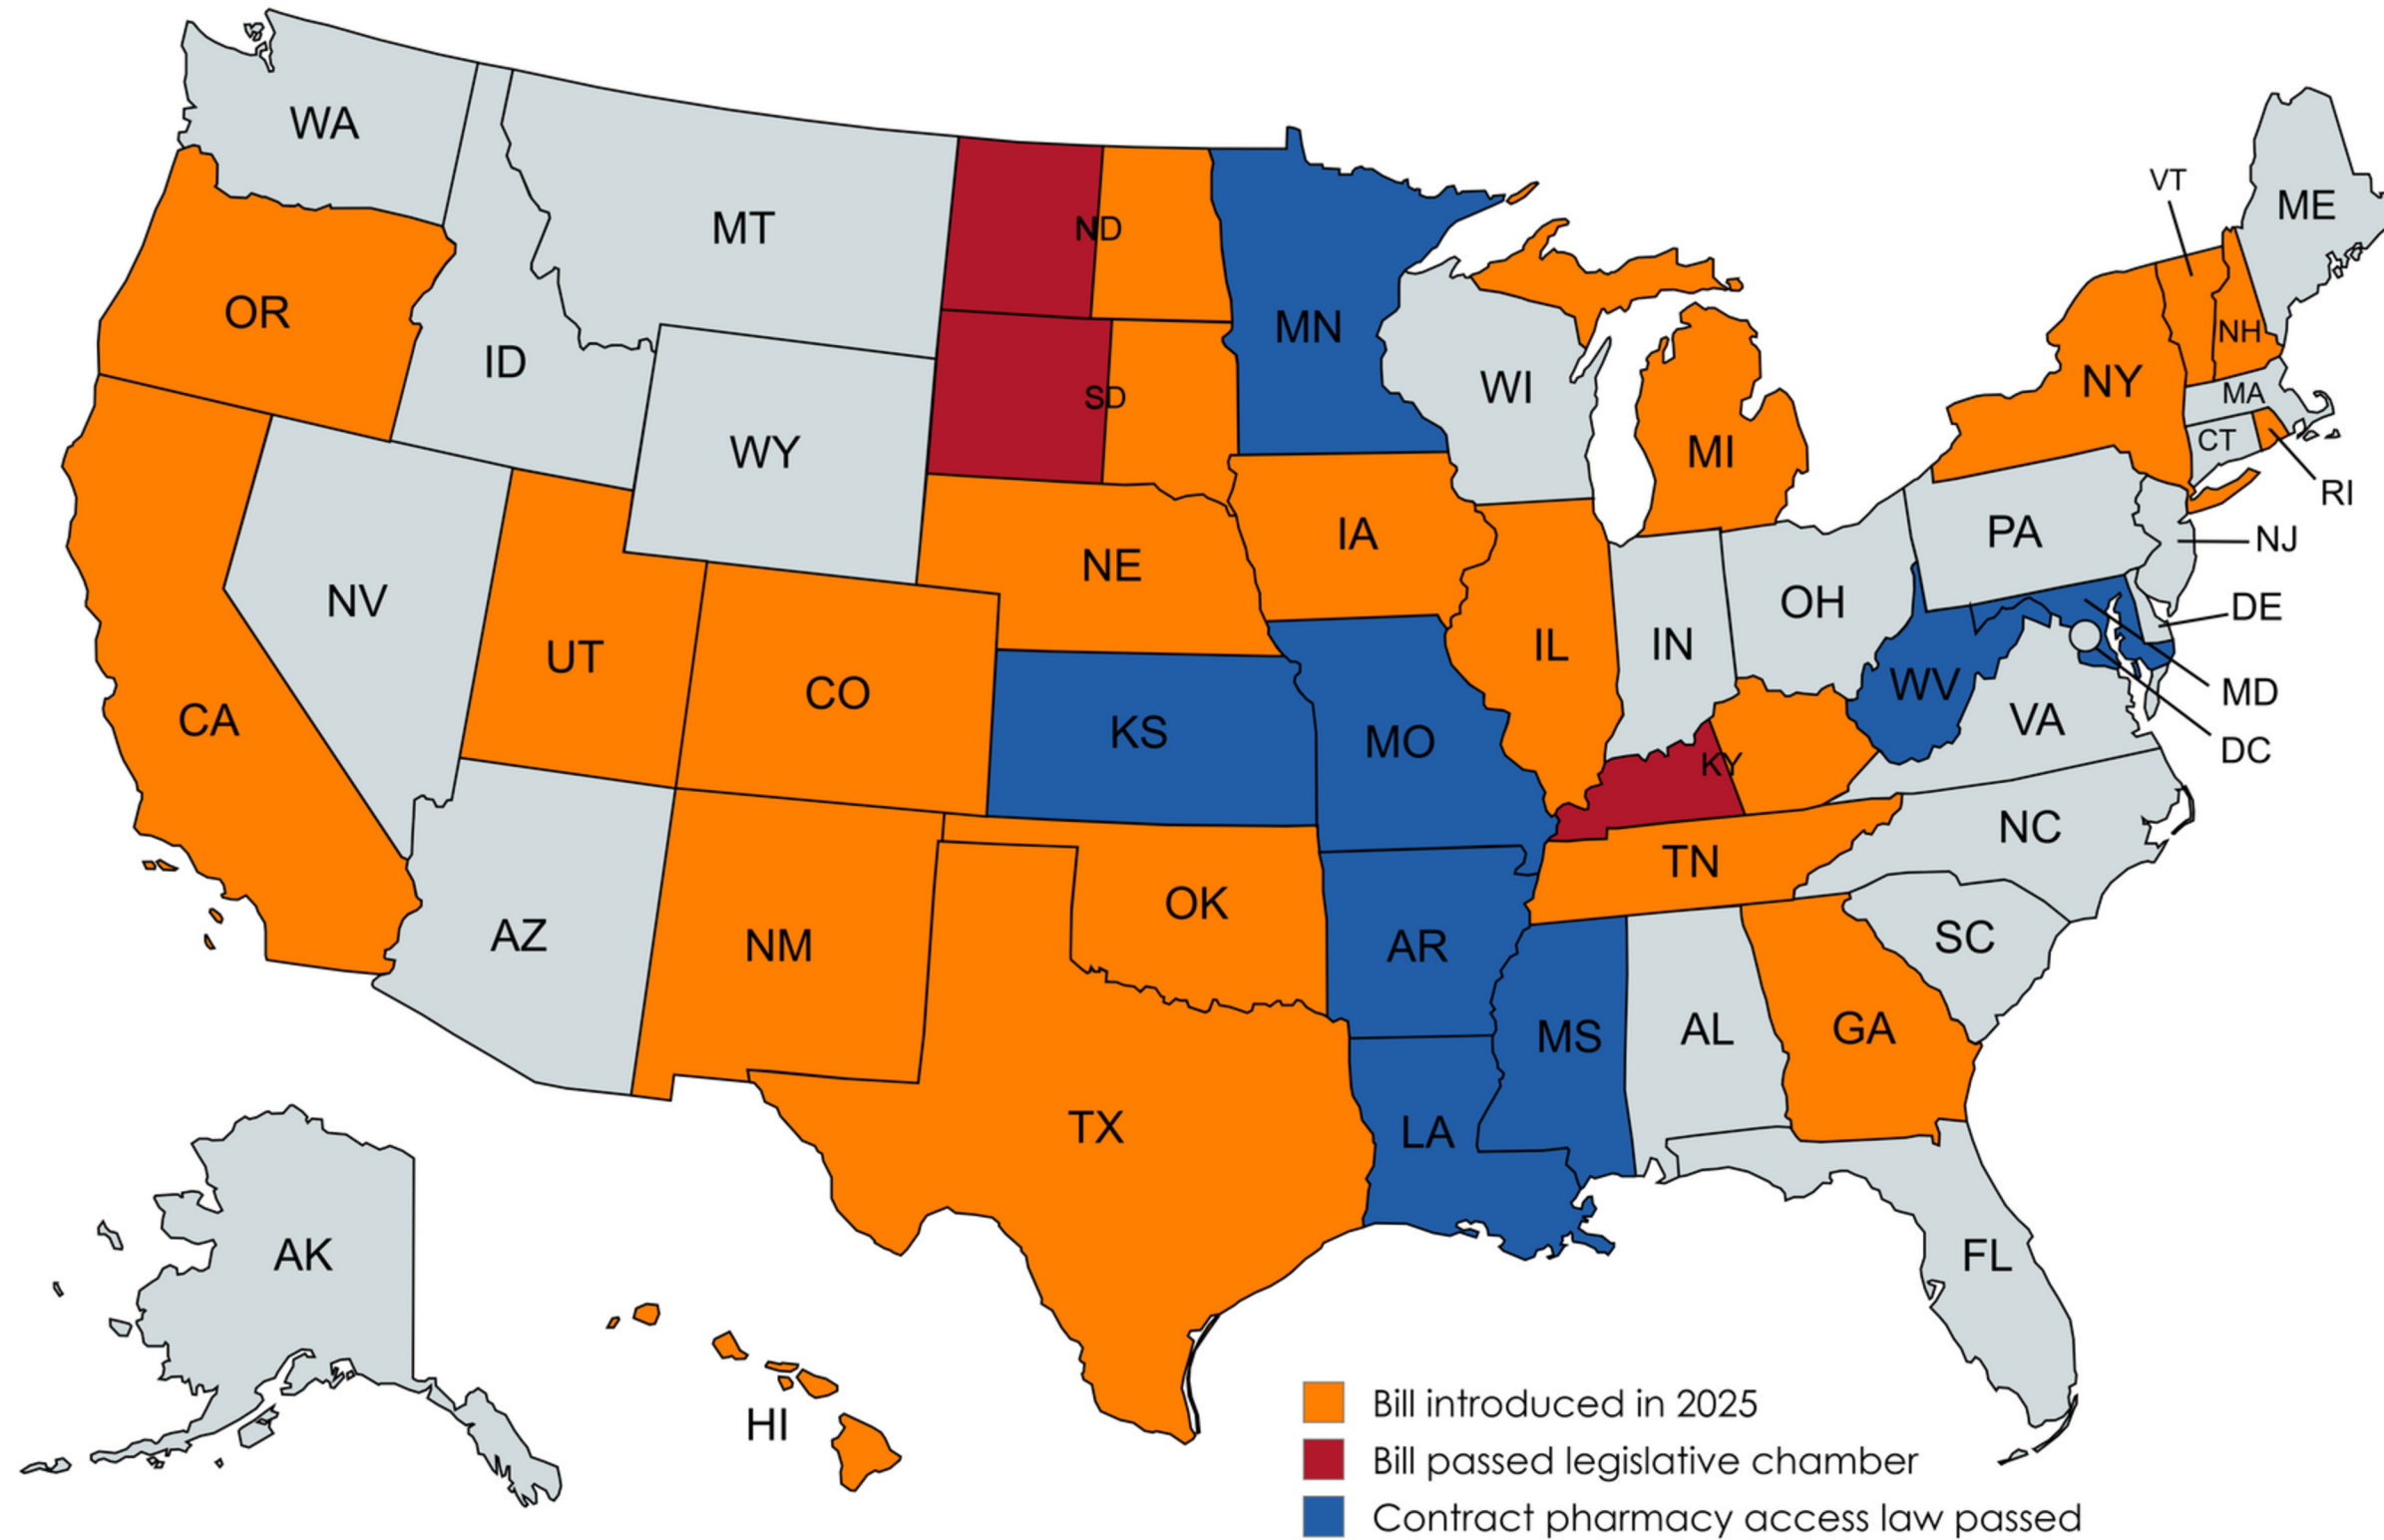 WA
VT
ME
MT
ND
OR
MN
NH
ID
NY
WI
SD
MA
CT
WY
MI
RI
PA
IA
NJ
NE
NV
OH
DE
IL
IN
UT
WV
MD
CO
CA
VA
KS
MO
DC
KY
NC
TN
OK
AZ
SC
NM
AR
AL
GA
MS
TX
LA
AK
FL
HI
Bill introduced in 2025
Bill passed legislative chamber
Contract pharmacy access law passed